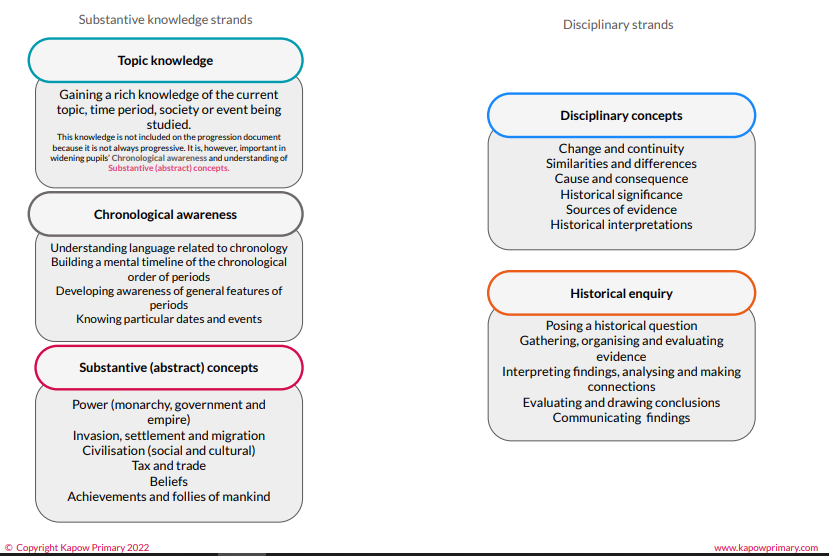 Substantive knowledge strands
Topic knowledge
Gaining a rich knowledge of the current
topic, time period, society or event being
studied.
This knowledge is not included on the progression document
because it is not always progressive. It is, however, important in
widening pupils' Chronological awareness and understanding of
Substantive (abstract) concepts.
Chronological awareness
Understanding language related to chronology
Building a mental timeline of the chronological
order of periods
Developing awareness of general features of
periods
Knowing particular dates and events
Substantive (abstract) concepts
Power (monarchy, government and
empire)
Invasion, settlement and migration
Civilisation (social and cultural)
Tax and trade
Beliefs
Achievements and follies of mankind
Disciplinary strands
Disciplinary concepts
Change and continuity
Similarities and differences
Cause and consequence
Historical significance
Sources of evidence
Historical interpretations
Historical enquiry
Posing a historical question
Gathering, organising and evaluating
evidence
Interpreting findings, analysing and making
connections
Evaluating and drawing conclusions
Communicating findings
© Copyright Kapow Primary 2022
www.kapowprimary.com